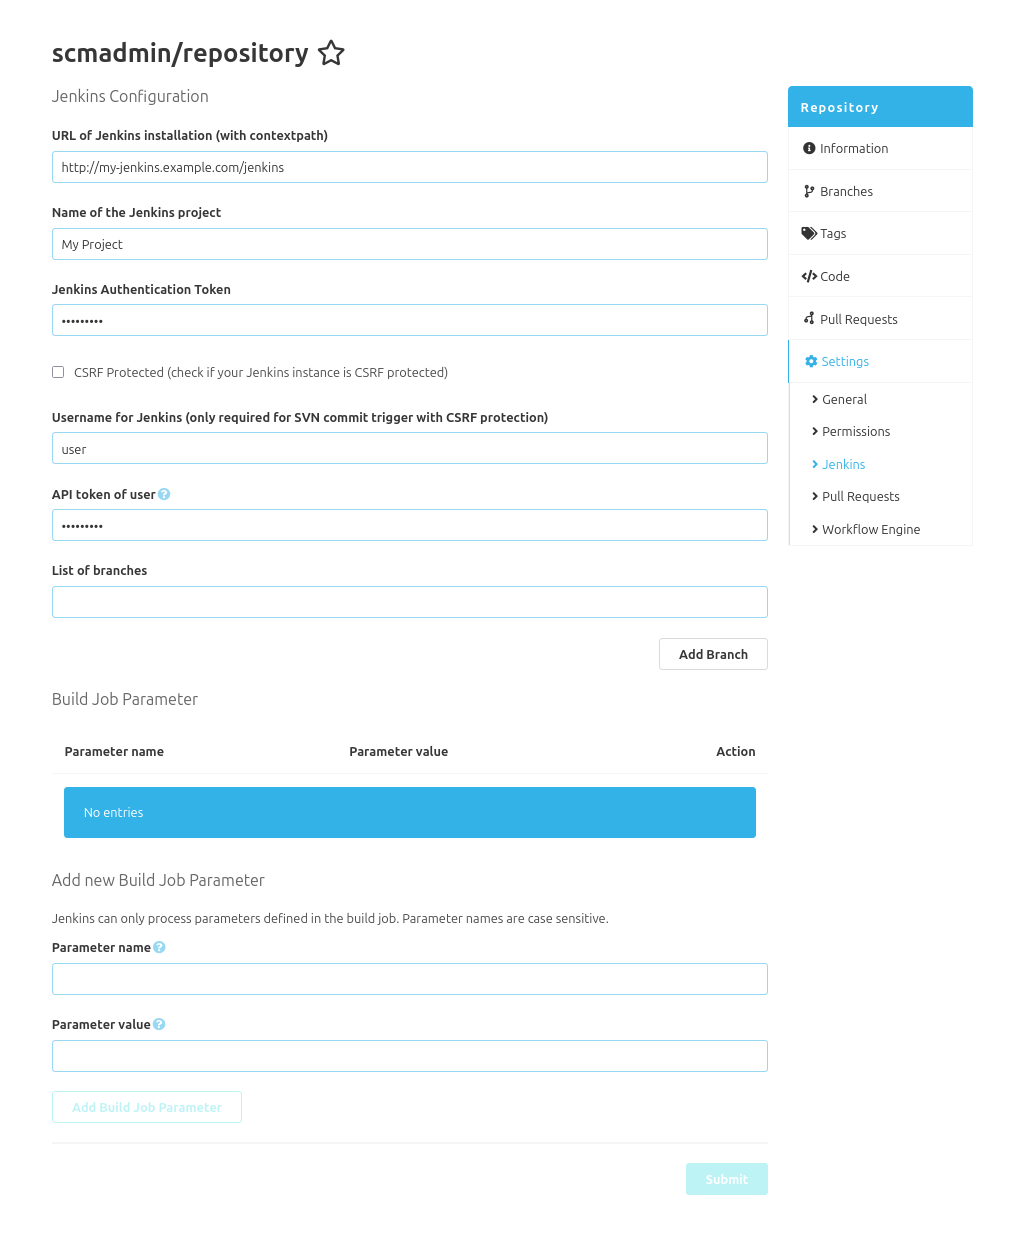 scmadmin/repository
Jenkins Configuration
URL of Jenkins installation (with contextpath)
http://my-jenkins.example.com/jenkins
Name of the Jenkins project
My Project
Jenkins Authentication Token
•••••••••
CSRF Protected (check if your Jenkins instance is CSRF protected)
Username for Jenkins (only required for SVN commit trigger with CSRF protection)
user
API token of user
•••••••••
List of branches
Add Branch
Build Job Parameter
Parameter name Parameter value Action
No entries
Add new Build Job Parameter
Jenkins can only process parameters defined in the build job. Parameter names are case sensitive.
Parameter name
Parameter value
Add Build Job Parameter
Submit
Repository
Information
Branches
Tags
Code
Pull Requests
Settings
General
Permissions
Jenkins
Pull Requests
Workflow Engine